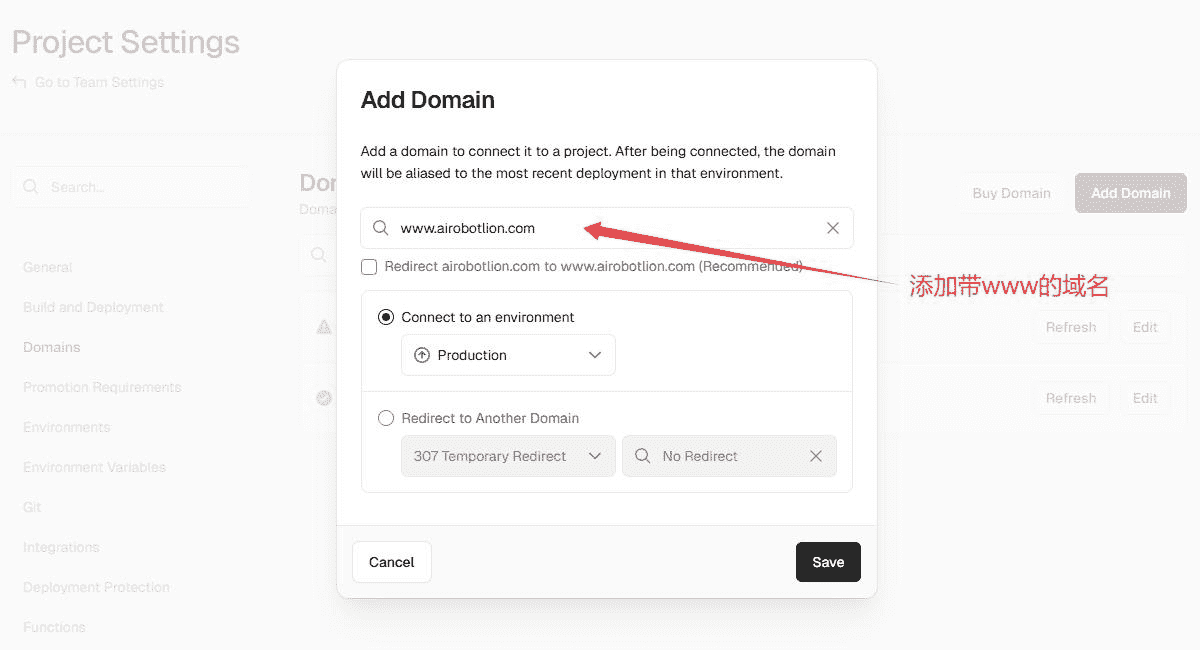 Project Settings
Go to Team Settings
Search...
General
Build and Deployment
Domains
Promotion Requirements
Environments
Environment Variables
Git
Integrations
Deployment Protection
Functions
Dor
Doma
Buy Domain
Add Domain
Refresh
Edit
Refresh
Edit
Add Domain
Add a domain to connect it to a project. After being connected, the domain
will be aliased to the most recent deployment in that environment.
www.airobotlion.com
Redirect airobotlion.com to www.airobotlion.com (Recommended)
Connect to an environment
Production
Redirect to Another Domain
307 Temporary Redirect
No Redirect
Cancel
Save
添加带www的域名